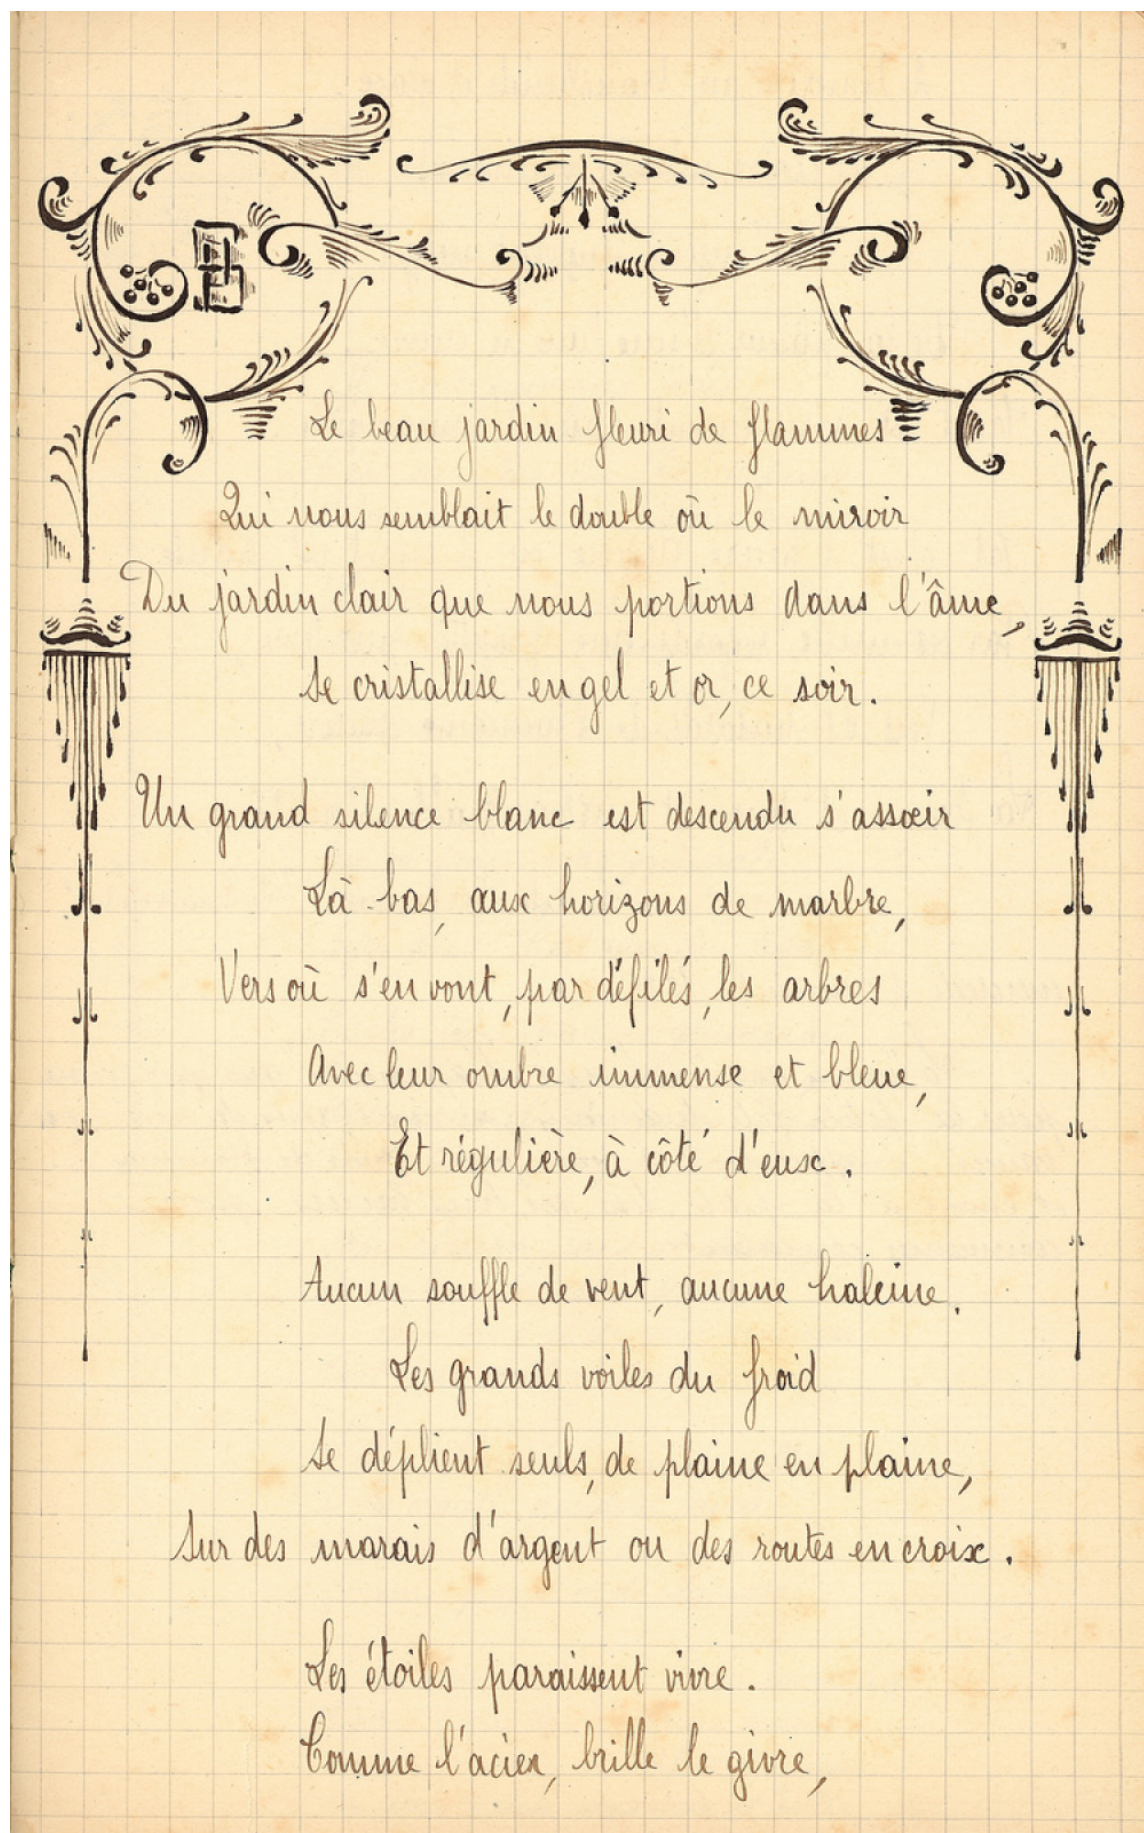 Le beau jardin fleuri de flammes
Qui nous semblait le double où le miroir
Du jardin clair que nous portions dans l'âme,
Se cristallise en gel et or, ce soir.
Un grand silence blanc est descendu s'asseoir
Là-bas, aux horizons de marbre,
Vers où s'en vont, par défilés, les arbres
Avec leur ombre immense et bleue,
Et régulière, à côté d'eux.
Aucun souffle de vent, aucune haleine.
Les grands voiles du froid
Se déplient seuls, de plaine en plaine,
Sur des marais d'argent ou des routes en croix.
Les étoiles paraissent vivre.
Comme l'acier, brille le givre,